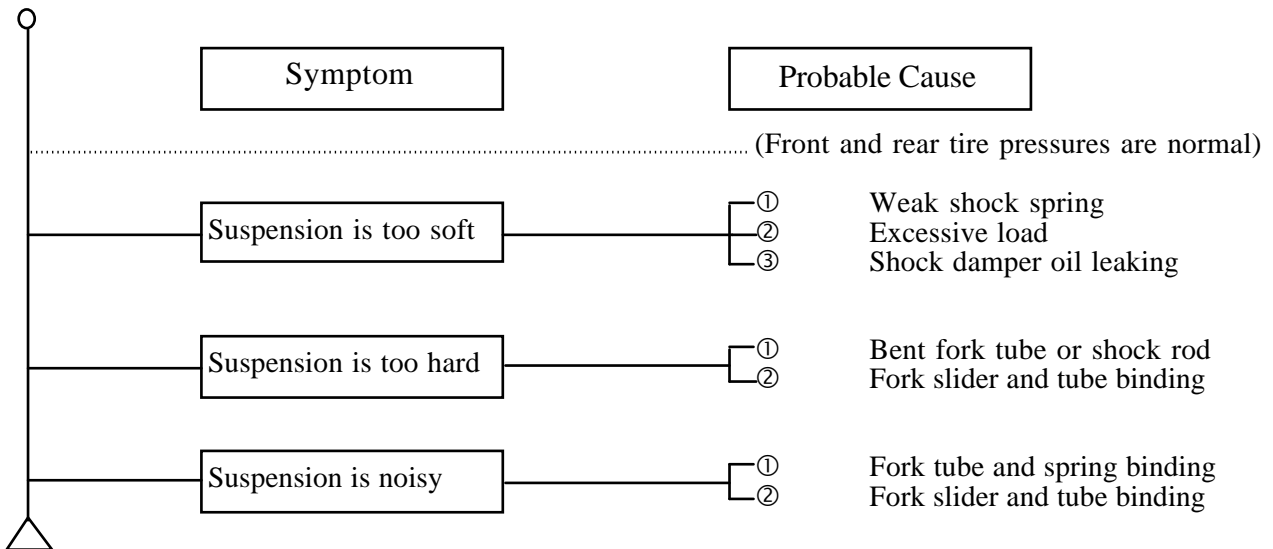 Symptom
Probable Cause
(Front and rear tire pressures are normal)
Suspension is too soft
① Weak shock spring
② Excessive load
③ Shock damper oil leaking
Suspension is too hard
① Bent fork tube or shock rod
② Fork slider and tube binding
Suspension is noisy
① Fork tube and spring binding
② Fork slider and tube binding